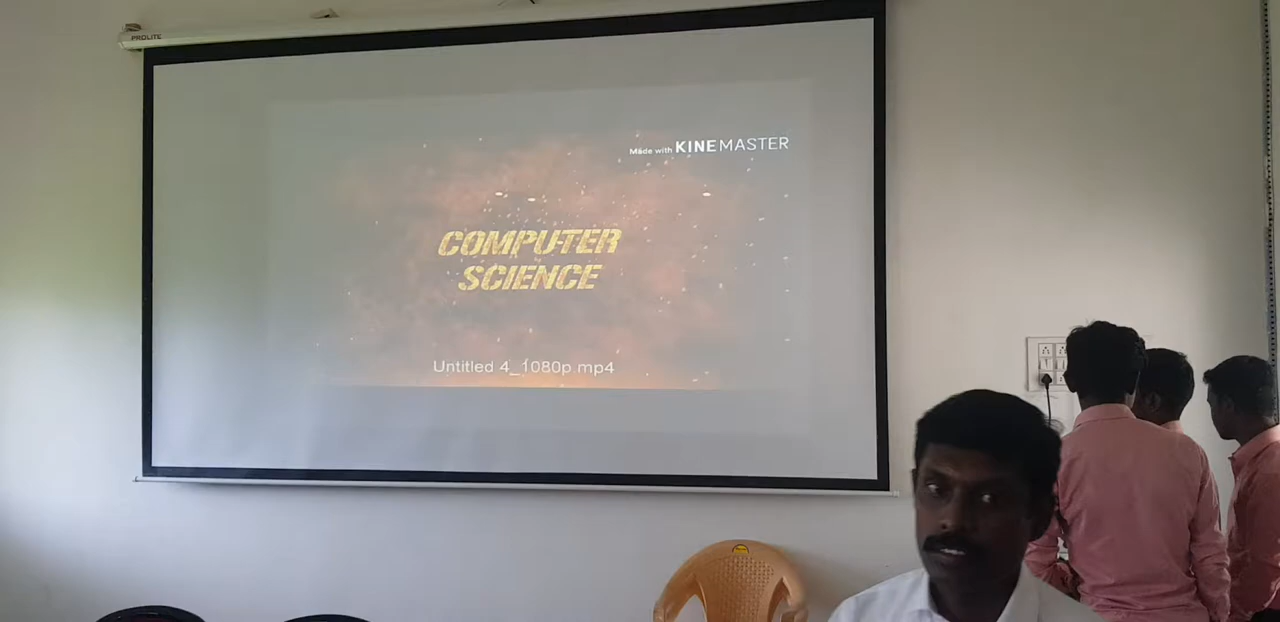 PROLITE
Made with KINEMASTER
COMPUTER
SCIENCE
Untitled 4_1080p mp4